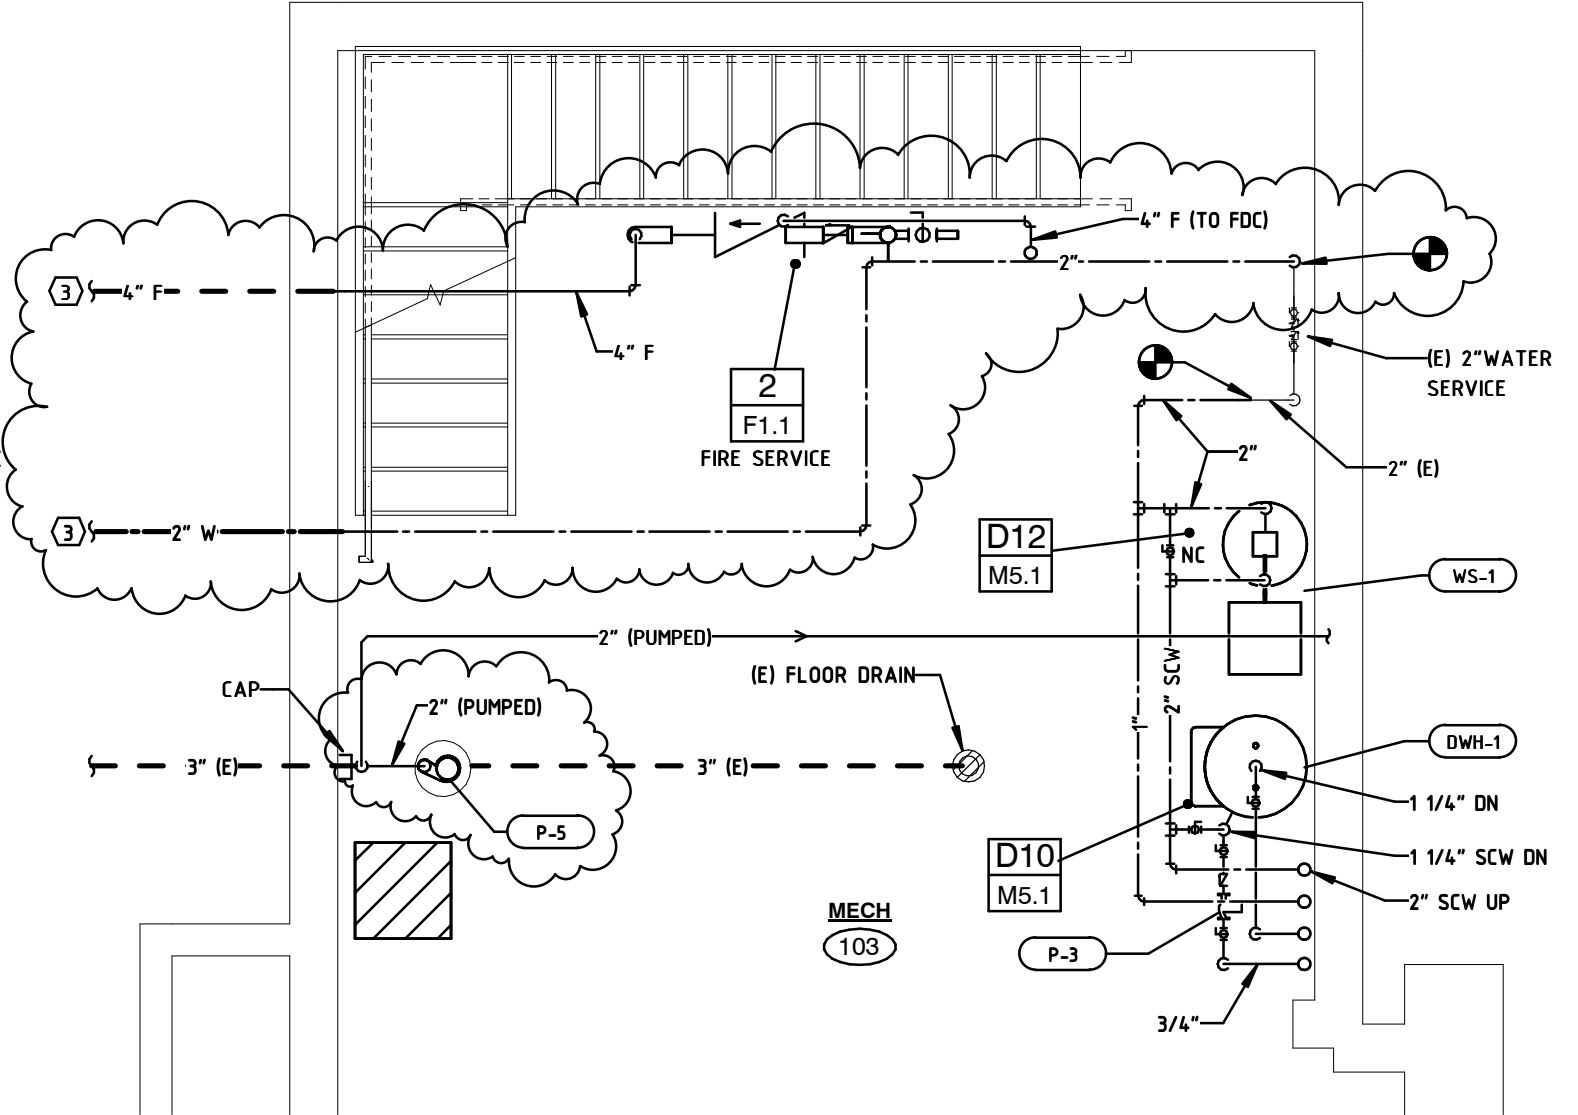 4" F (TO FDC)
2"
3
4" F
4" F
(E) 2"WATER
SERVICE
2
F1.1
FIRE SERVICE
2"
2" (E)
3
2" W
D12
M5.1
NC
WS-1
2" (PUMPED)
2" SCW
CAP
2" (PUMPED)
(E) FLOOR DRAIN
1"
DWH-1
3" (E)
3" (E)
1 1/4" DN
P-5
D10
M5.1
1 1/4" SCW DN
2" SCW UP
MECH
103
P-3
3/4"